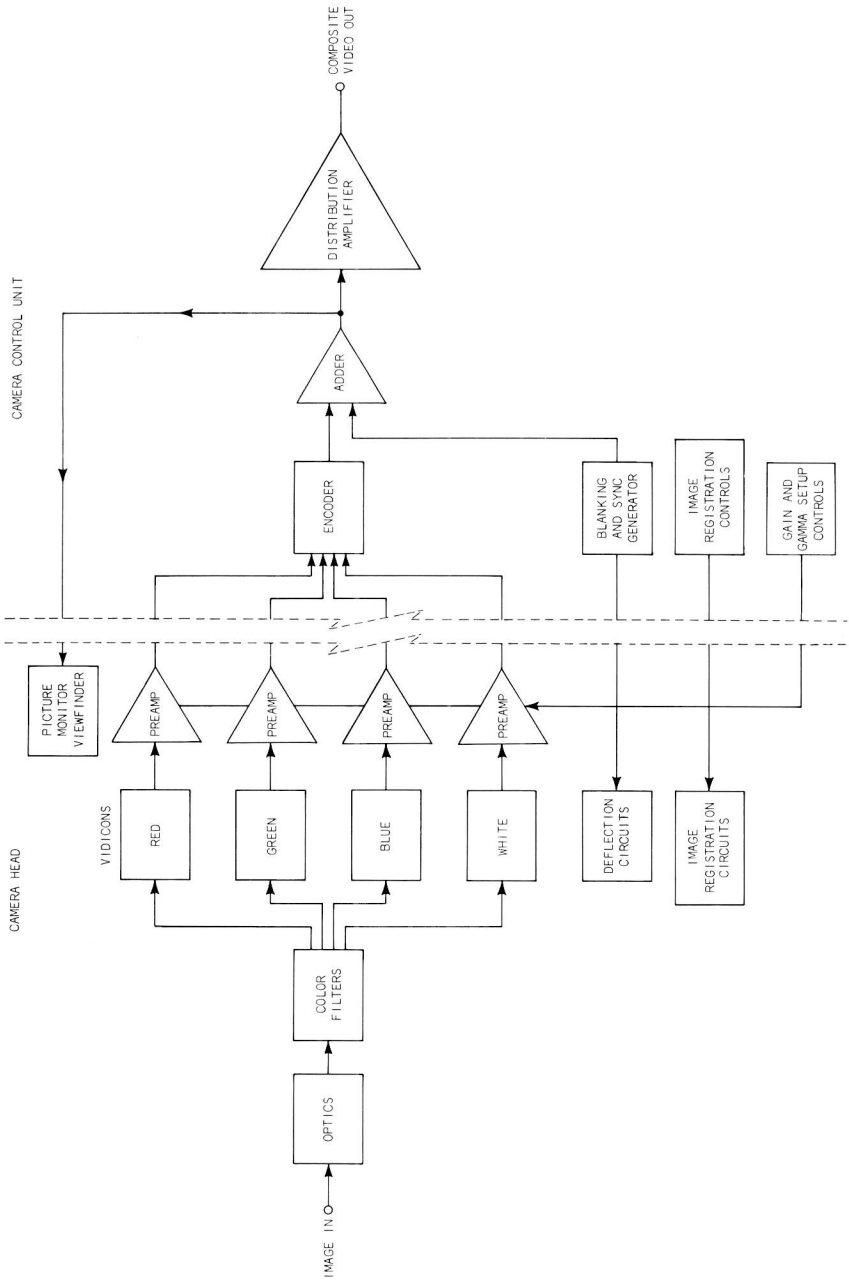 CAMERA HEAD
CAMERA CONTROL UNIT
IMAGE IN
OPTICS
COLOR
FILTERS
VIDICONS
RED
GREEN
BLUE
WHITE
PREAMP
PREAMP
PREAMP
PREAMP
PICTURE
MONITOR
VIEWFINDER
ENCODER
ADDER
DISTRIBUTION
AMPLIFIER
COMPOSITE
VIDEO OUT
DEFLECTION
CIRCUITS
BLANKING
AND SYNC
GENERATOR
IMAGE
REGISTRATION
CIRCUITS
IMAGE
REGISTRATION
CONTROLS
GAIN AND
GAMMA SETUP
CONTROLS